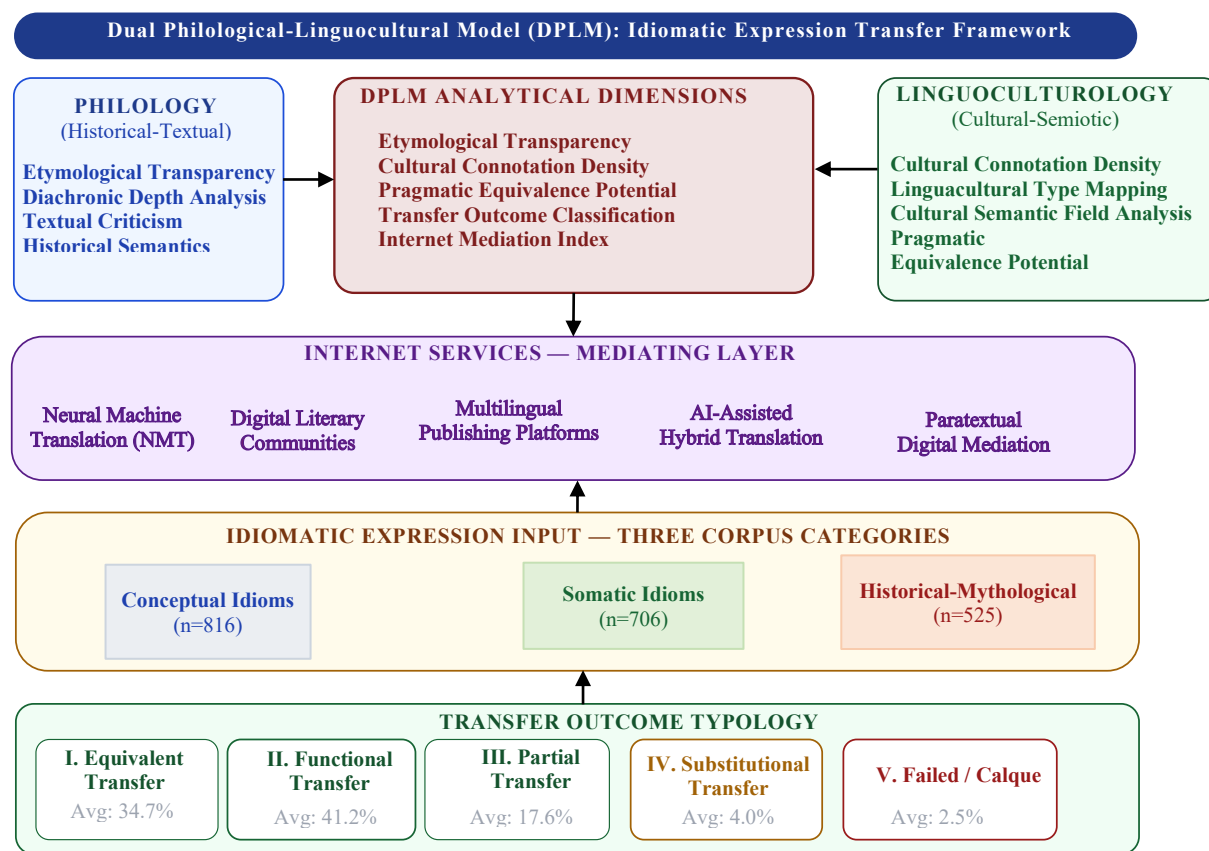 Dual Philological-Linguocultural Model (DPLM): Idiomatic Expression Transfer Framework
PHILOLOGY
(Historical-Textual)
Etymological Transparency
Diachronic Depth Analysis
Textual Criticism
Historical Semantics
DPLM ANALYTICAL DIMENSIONS
Etymological Transparency
Cultural Connotation Density
Pragmatic Equivalence Potential
Transfer Outcome Classification
Internet Mediation Index
LINGUOCULTUROLOGY
(Cultural-Semiotic)
Cultural Connotation Density
Linguacultural Type Mapping
Cultural Semantic Field Analysis
Pragmatic
Equivalence Potential
INTERNET SERVICES — MEDIATING LAYER
Neural Machine
Translation (NMT)
Digital Literary
Communities
Multilingual
Publishing Platforms
AI-Assisted
Hybrid Translation
Paratextual
Digital Mediation
IDIOMATIC EXPRESSION INPUT — THREE CORPUS CATEGORIES
Conceptual Idioms
(n=816)
Somatic Idioms
(n=706)
Historical-Mythological
(n=525)
TRANSFER OUTCOME TYPOLOGY
I. Equivalent
Transfer
Avg: 34.7%
II. Functional
Transfer
Avg: 41.2%
III. Partial
Transfer
Avg: 17.6%
IV. Substitutional
Transfer
Avg: 4.0%
V. Failed / Calque
Avg: 2.5%